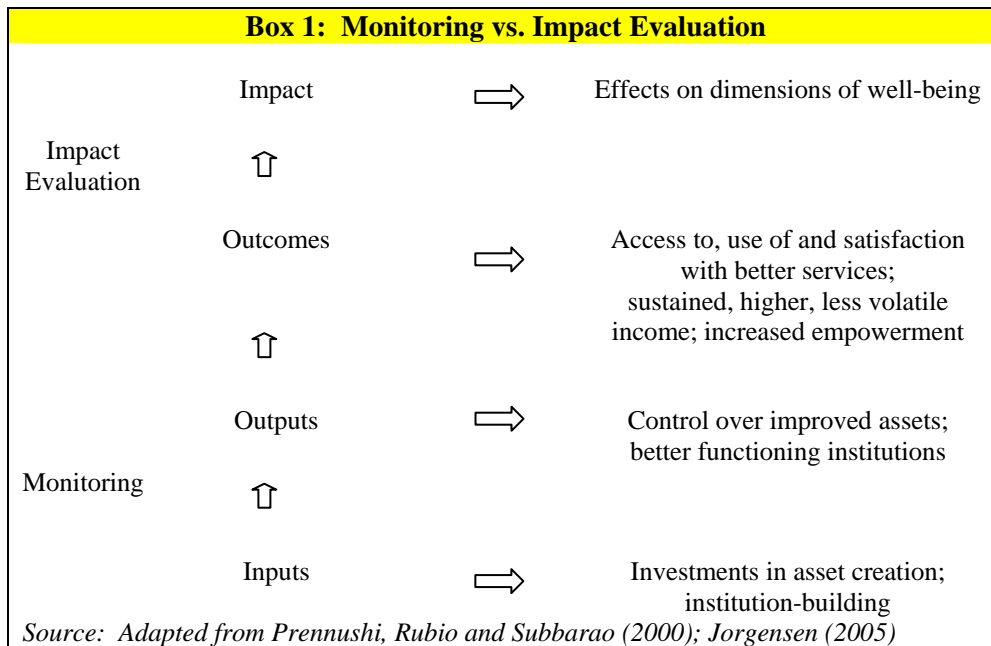 Box 1:  Monitoring vs. Impact Evaluation
Impact
Effects on dimensions of well-being
Impact
Evaluation
Outcomes
Access to, use of and satisfaction
with better services;
sustained, higher, less volatile
income; increased empowerment
Outputs
Control over improved assets;
better functioning institutions
Monitoring
Inputs
Investments in asset creation;
institution-building
Source:  Adapted from Prennushi, Rubio and Subbarao (2000); Jorgensen (2005)